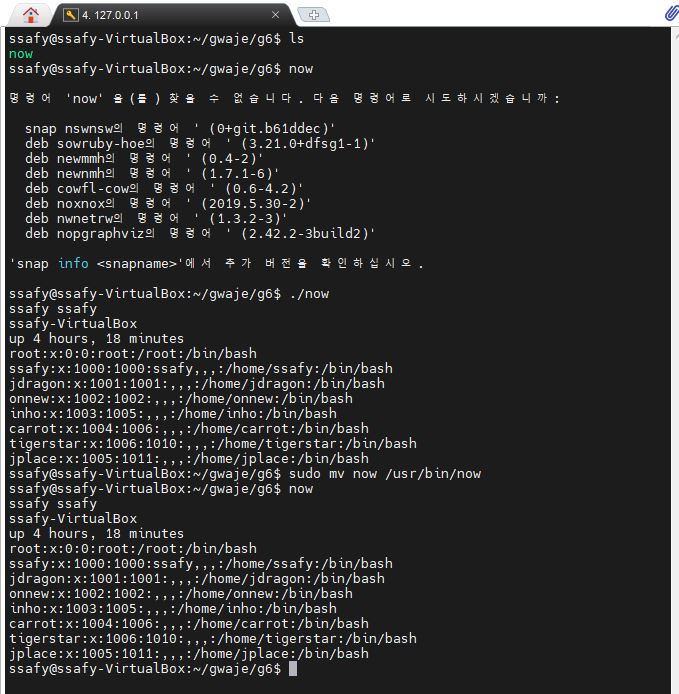 4. 127.0.0.1
ssafy@ssafy-VirtualBox:~/gwaje/g6$ ls
now
ssafy@ssafy-VirtualBox:~/gwaje/g6$ now
명령어 'now' 을(를) 찾을 수 없습니다. 다음 명령어로 시도하시겠습니까:
snap nswnsw의 명령어 ' (0+git.b61ddec)'
deb sowruby-hoe의 명령어 ' (3.21.0+dfsg1-1)'
deb newmmh의 명령어 ' (0.4-2)'
deb newnmh의 명령어 ' (1.7.1-6)'
deb cowfl-cow의 명령어 ' (0.6-4.2)'
deb noxnox의 명령어 ' (2019.5.30-2)'
deb nwnetrw의 명령어 ' (1.3.2-3)'
deb nopgraphviz의 명령어 ' (2.42.2-3build2)'
'snap info <snapname>'에서 추가 버전을 확인하십시오.
ssafy@ssafy-VirtualBox:~/gwaje/g6$ ./now
ssafy ssafy
ssafy-VirtualBox
up 4 hours, 18 minutes
root:x:0:0:root:/root:/bin/bash
ssafy:x:1000:1000:ssafy,,,:/home/ssafy:/bin/bash
jdragon:x:1001:1001:,,,:/home/jdragon:/bin/bash
onnew:x:1002:1002:,,,:/home/onnew:/bin/bash
inho:x:1003:1005:,,,:/home/inho:/bin/bash
carrot:x:1004:1006:,,,:/home/carrot:/bin/bash
tigerstar:x:1006:1010:,,,:/home/tigerstar:/bin/bash
jplace:x:1005:1011:,,,:/home/jplace:/bin/bash
ssafy@ssafy-VirtualBox:~/gwaje/g6$ sudo mv now /usr/bin/now
ssafy@ssafy-VirtualBox:~/gwaje/g6$ now
ssafy ssafy
ssafy-VirtualBox
up 4 hours, 18 minutes
root:x:0:0:root:/root:/bin/bash
ssafy:x:1000:1000:ssafy,,,:/home/ssafy:/bin/bash
jdragon:x:1001:1001:,,,:/home/jdragon:/bin/bash
onnew:x:1002:1002:,,,:/home/onnew:/bin/bash
inho:x:1003:1005:,,,:/home/inho:/bin/bash
carrot:x:1004:1006:,,,:/home/carrot:/bin/bash
tigerstar:x:1006:1010:,,,:/home/tigerstar:/bin/bash
jplace:x:1005:1011:,,,:/home/jplace:/bin/bash
ssafy@ssafy-VirtualBox:~/gwaje/g6$